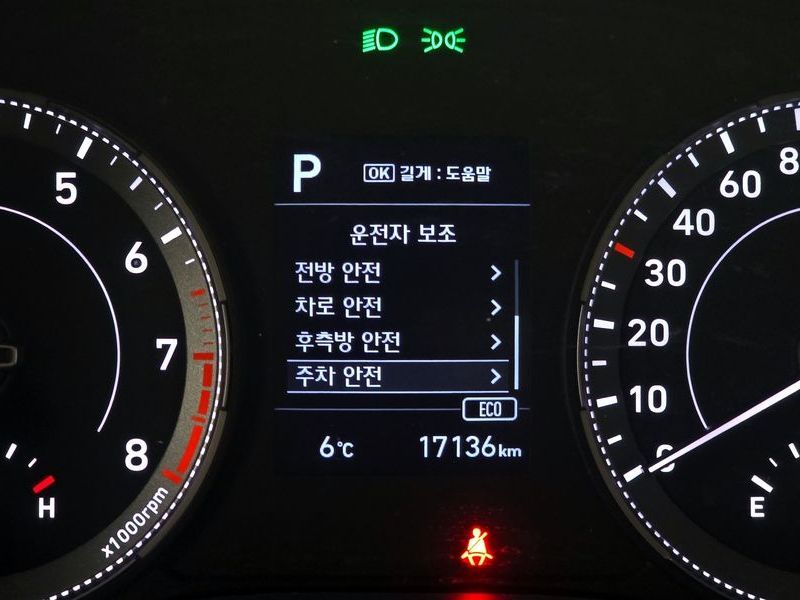 P
OK 길게 : 도움말
운전자 보조
전방 안전
차로 안전
후측방 안전
주차 안전
ECO
6℃ 17136km
5
6
7
8
x1000rpm
H
80
60
40
30
20
10
0
E